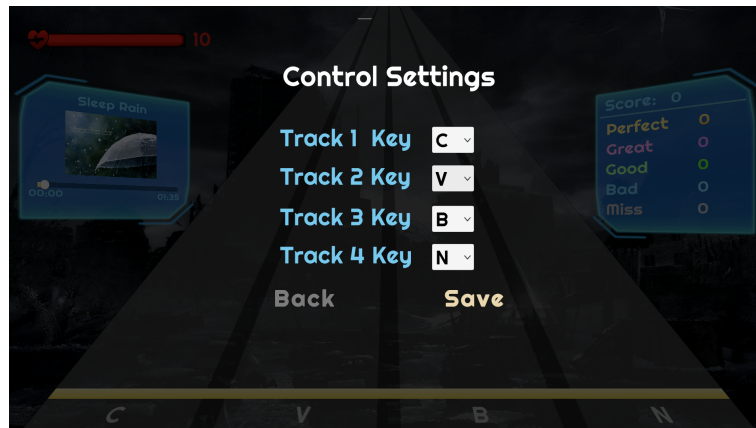 10
Control Settings
Sleep Rain
00:00
01:35
Score: 0
Perfect 0
Great 0
Good 0
Bad 0
Miss 0
Track 1 Key C
Track 2 Key V
Track 3 Key B
Track 4 Key N
Back Save
C V B N